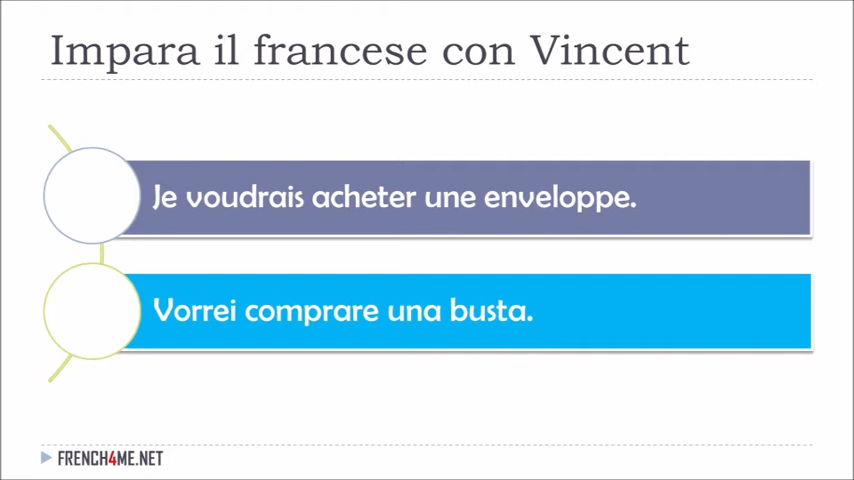 Impara il francese con Vincent
Je voudrais acheter une enveloppe.
Vorrei comprare una busta.
FRENCH4ME.NET